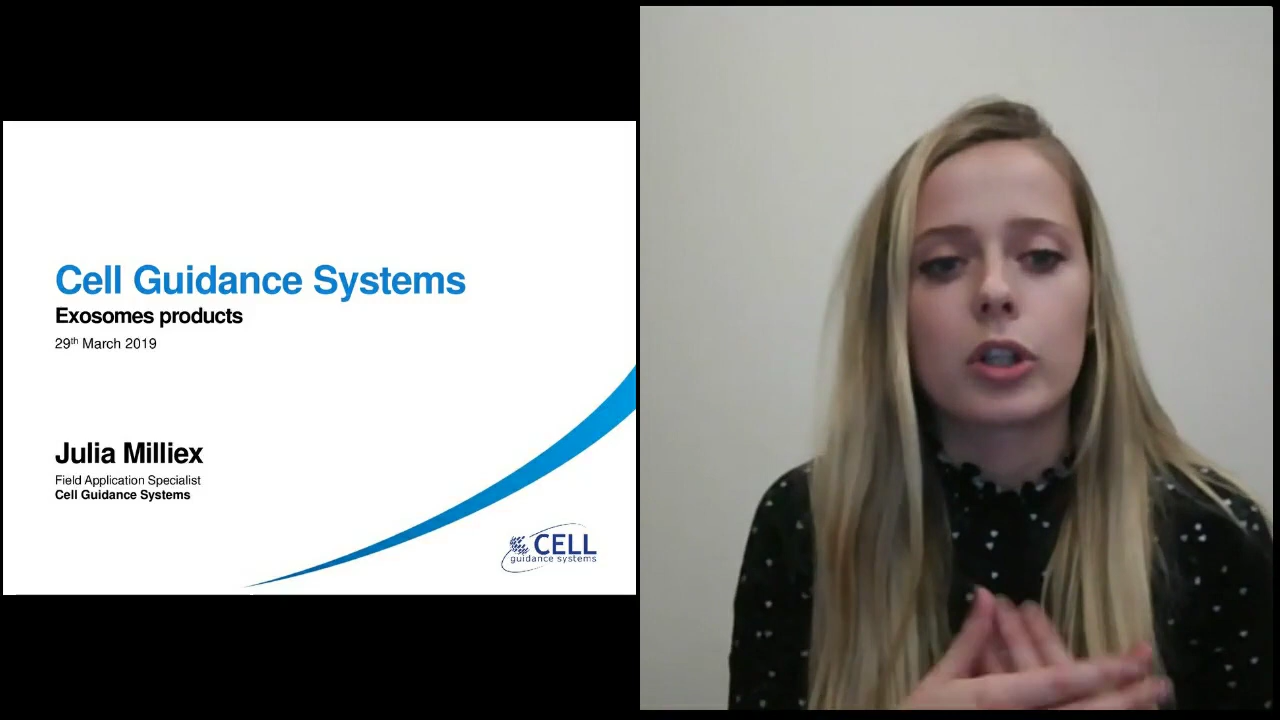 Cell Guidance Systems
Exosomes products
29th March 2019
Julia Milliex
Field Application Specialist
Cell Guidance Systems
CELL
guidance systems